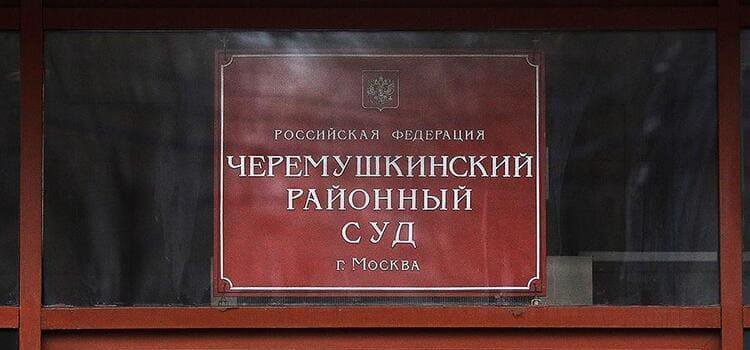 РОССИЙСКАЯ ФЕДЕРАЦИЯ
ЧЕРЕМУШКИНСКИЙ
РАЙОННЫЙ
СУД
Г. МОСКВА